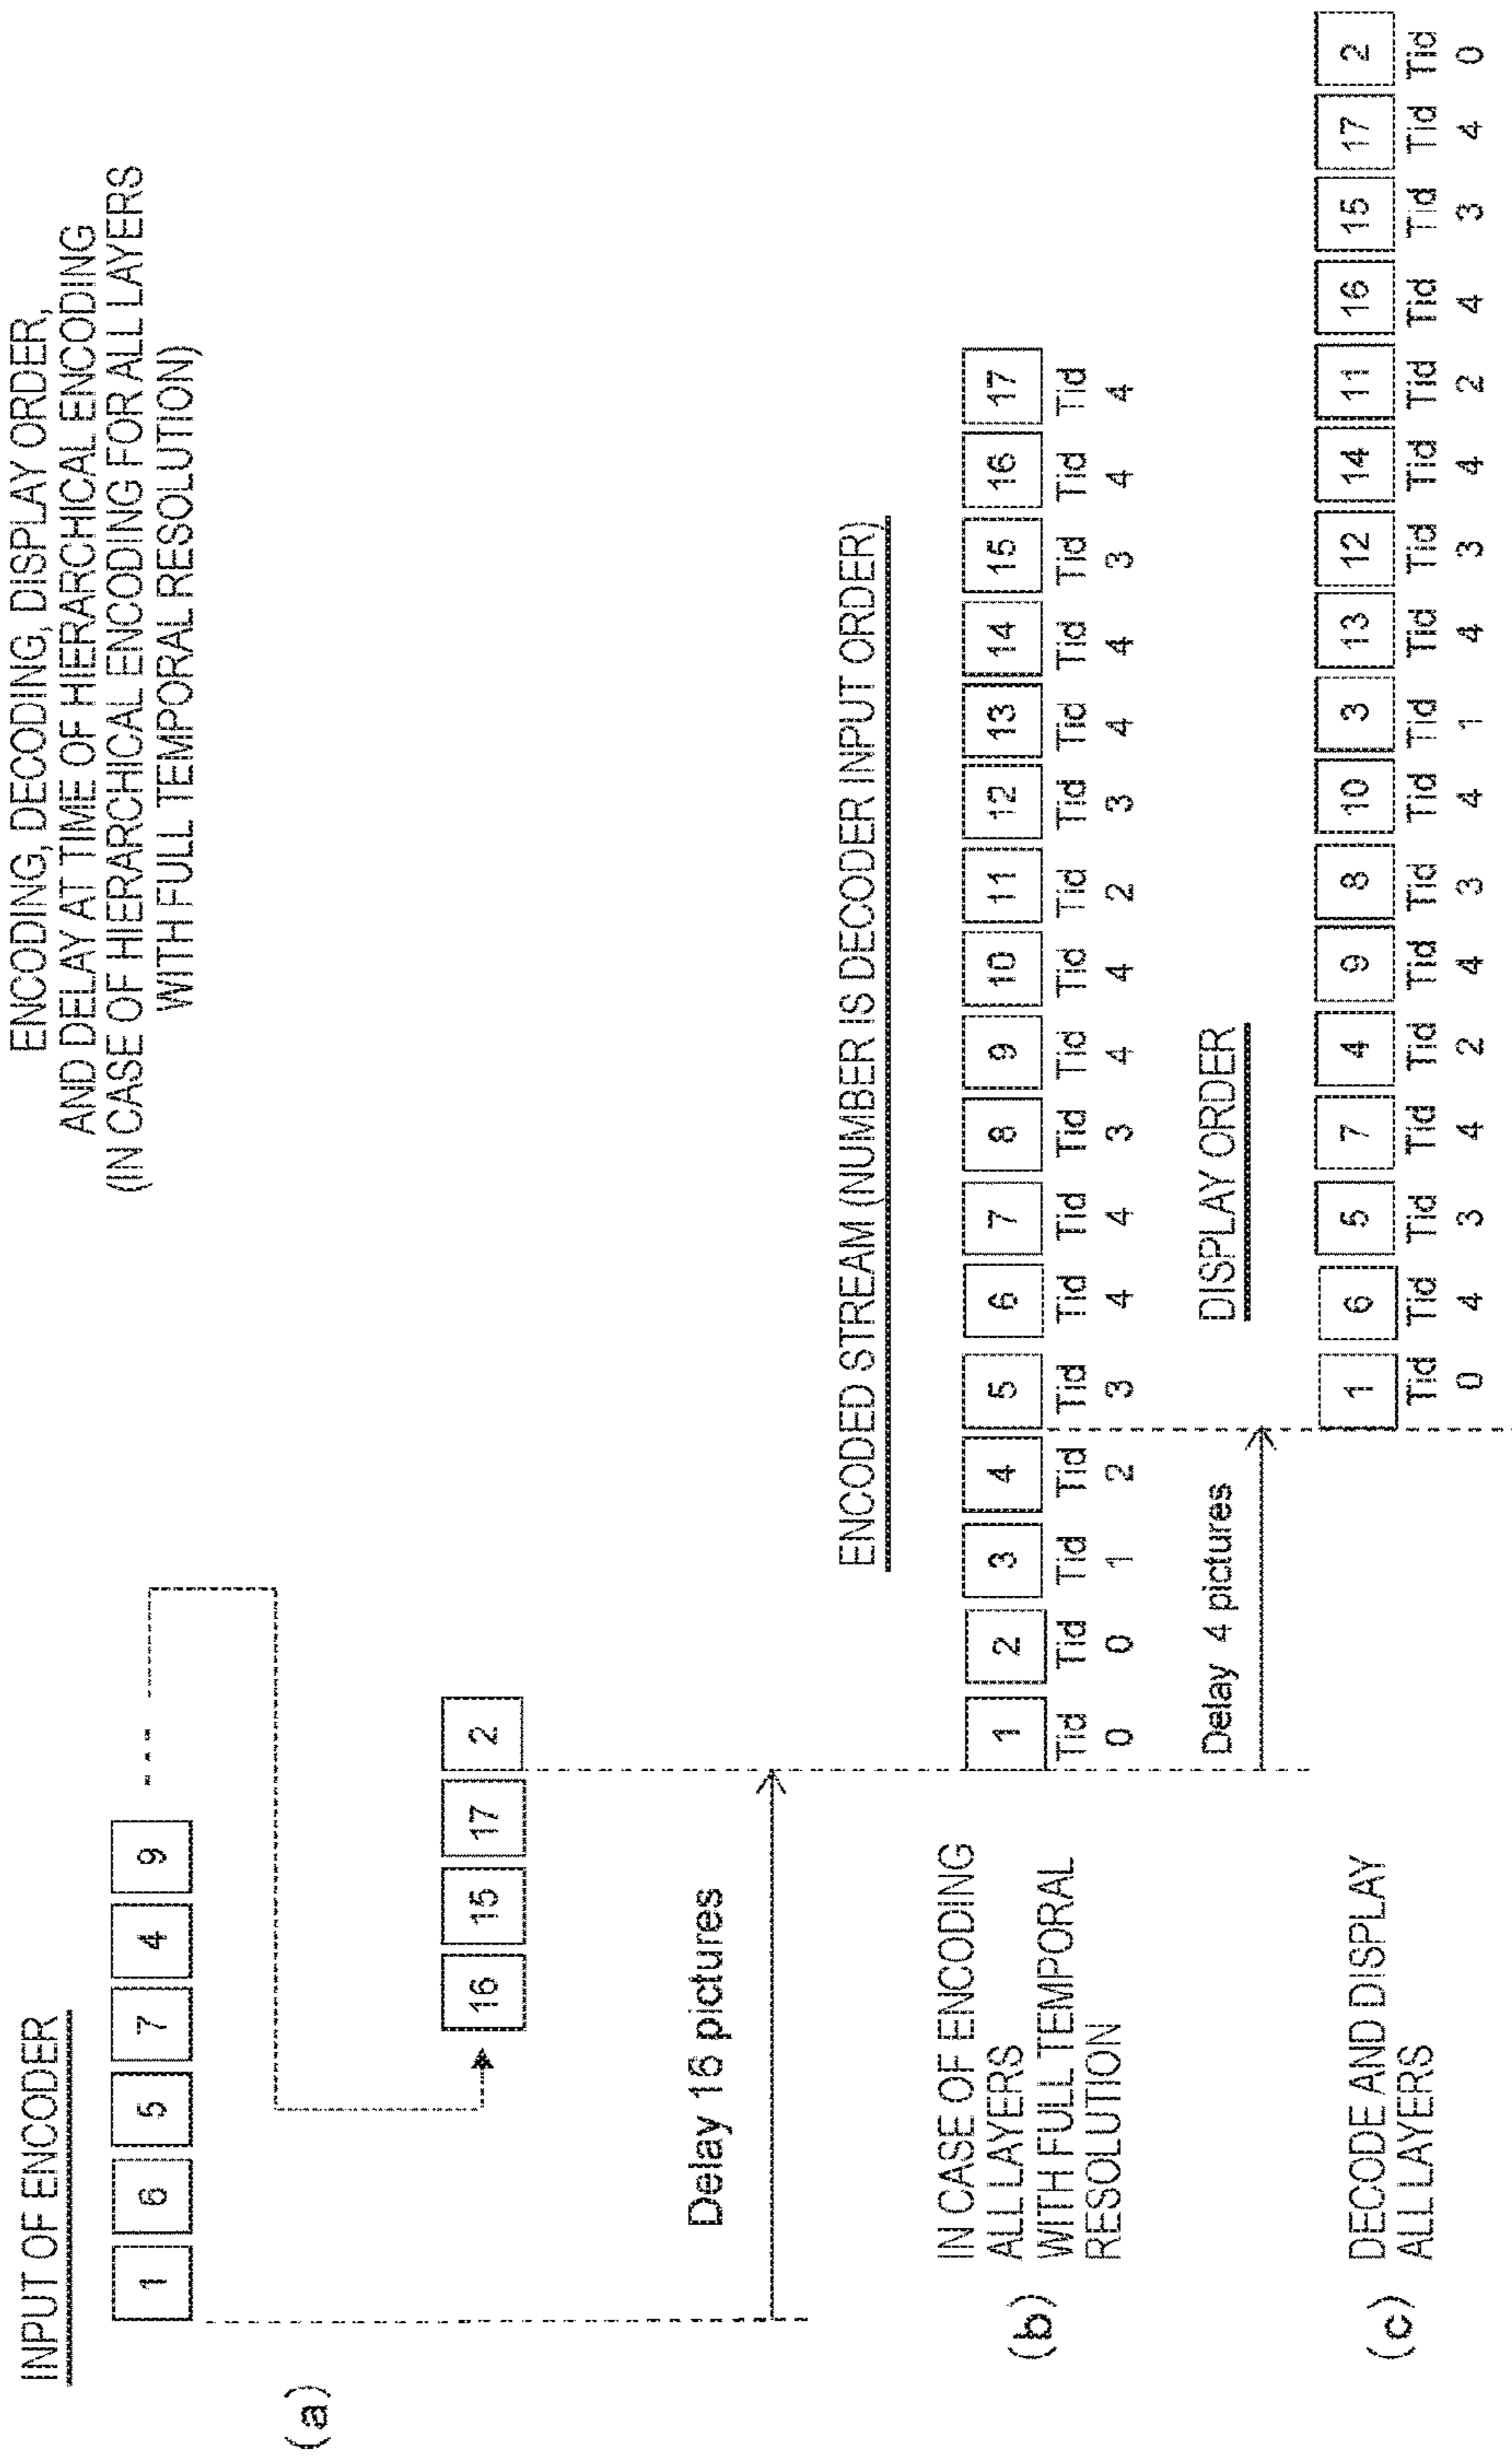 ENCODING, DECODING, DISPLAY ORDER,
AND DELAY AT TIME OF HIERARCHICAL ENCODING
(IN CASE OF HIERARCHICAL ENCODING FOR ALL LAYERS
WITH FULL TEMPORAL RESOLUTION)
INPUT OF ENCODER
(a)
1 6 5 7 4 9 ---
16 15 17 2
Delay 16 pictures
ENCODED STREAM (NUMBER IS DECODER INPUT ORDER)
(b)
IN CASE OF ENCODING
ALL LAYERS
WITH FULL TEMPORAL
RESOLUTION
1 2 3 4 5 6 7 8 9 10 11 12 13 14 15 16 17
Tid Tid Tid Tid Tid Tid Tid Tid Tid Tid Tid Tid Tid Tid Tid Tid Tid
0 0 1 2 3 4 4 3 4 4 2 3 4 4 3 4 4
Delay 4 pictures
DISPLAY ORDER
(c)
DECODE AND DISPLAY
ALL LAYERS
1 6 5 7 4 9 8 10 3 13 12 14 11 16 15 17 2
Tid Tid Tid Tid Tid Tid Tid Tid Tid Tid Tid Tid Tid Tid Tid Tid Tid
0 4 3 4 2 4 3 4 1 4 3 4 2 4 3 4 0